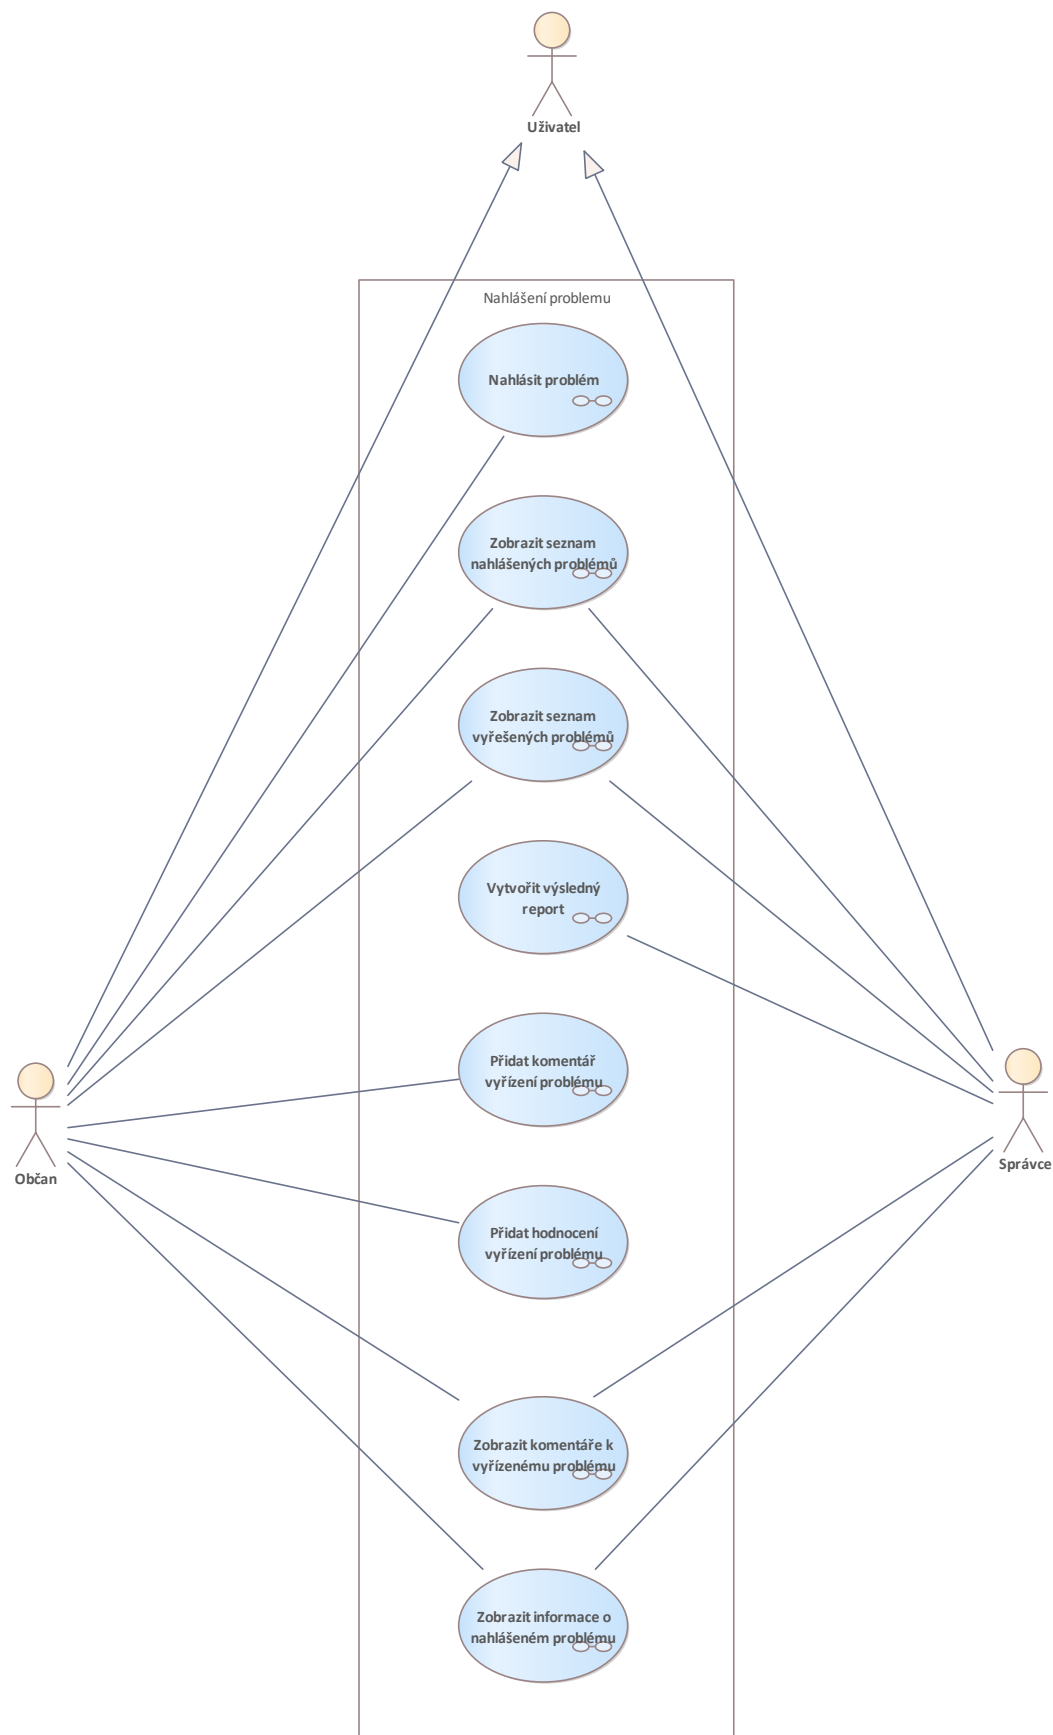 Uživatel
Nahlášení problemu
Nahlásit problém
Zobrazit seznam
nahlášených problémů
Zobrazit seznam
vyřešených problémů
Vytvořit výsledný
report
Přidat komentář
vyřízení problému
Občan
Správce
Přidat hodnocení
vyřízení problému
Zobrazit komentáře k
vyřízenému problému
Zobrazit informace o
nahlášeném problému